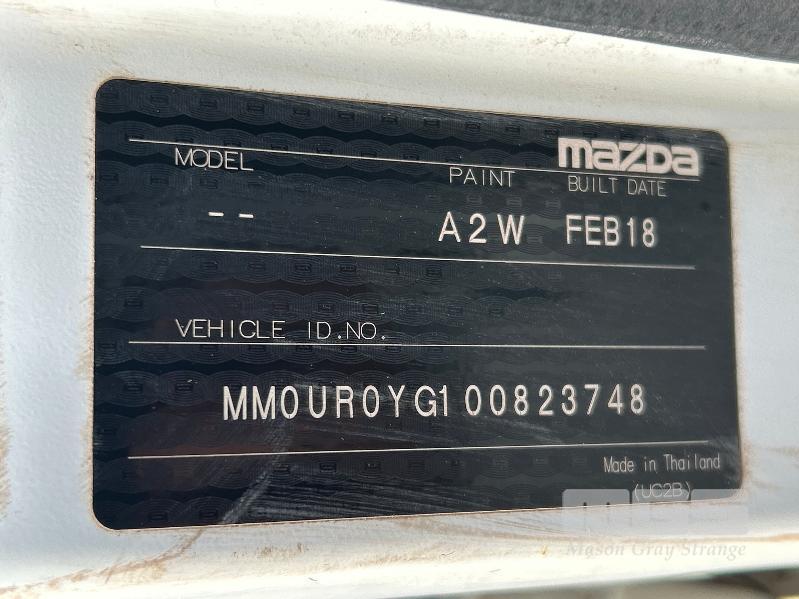 mazda
MODEL PAINT BUILT DATE
-- A2W FEB18
VEHICLE ID.NO.
MM0UR0YG100823748
Made in Thailand
(UC2B)
Mason Gray Strange